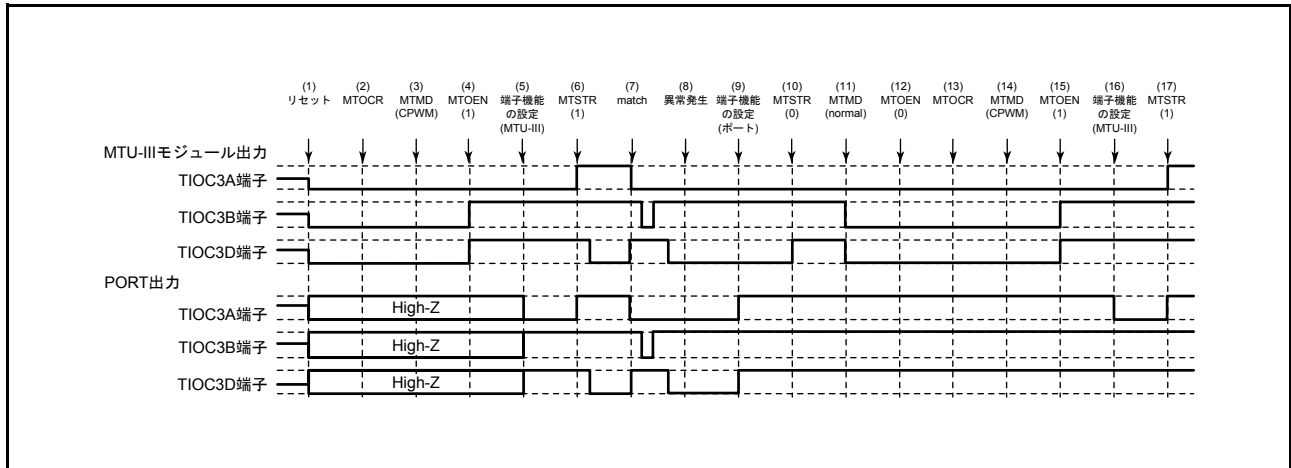 (1) (2) (3) (4) (5) (6) (7) (8) (9) (10) (11) (12) (13) (14) (15) (16) (17)
リセット MTOCR MTMD MTOEN 端子機能 MTSTR match 異常発生 端子機能 MTSTR MTMD MTOEN MTOCR MTMD MTOEN 端子機能 MTSTR
(CPWM) (1) の設定 (1) の設定 (0) (normal) (0) (CPWM) (1) の設定 (1)
(MTU-III) (ポート) (MTU-III)
MTU-IIIモジュール出力
TIOC3A端子
TIOC3B端子
TIOC3D端子
PORT出力
TIOC3A端子 High-Z
TIOC3B端子 High-Z
TIOC3D端子 High-Z